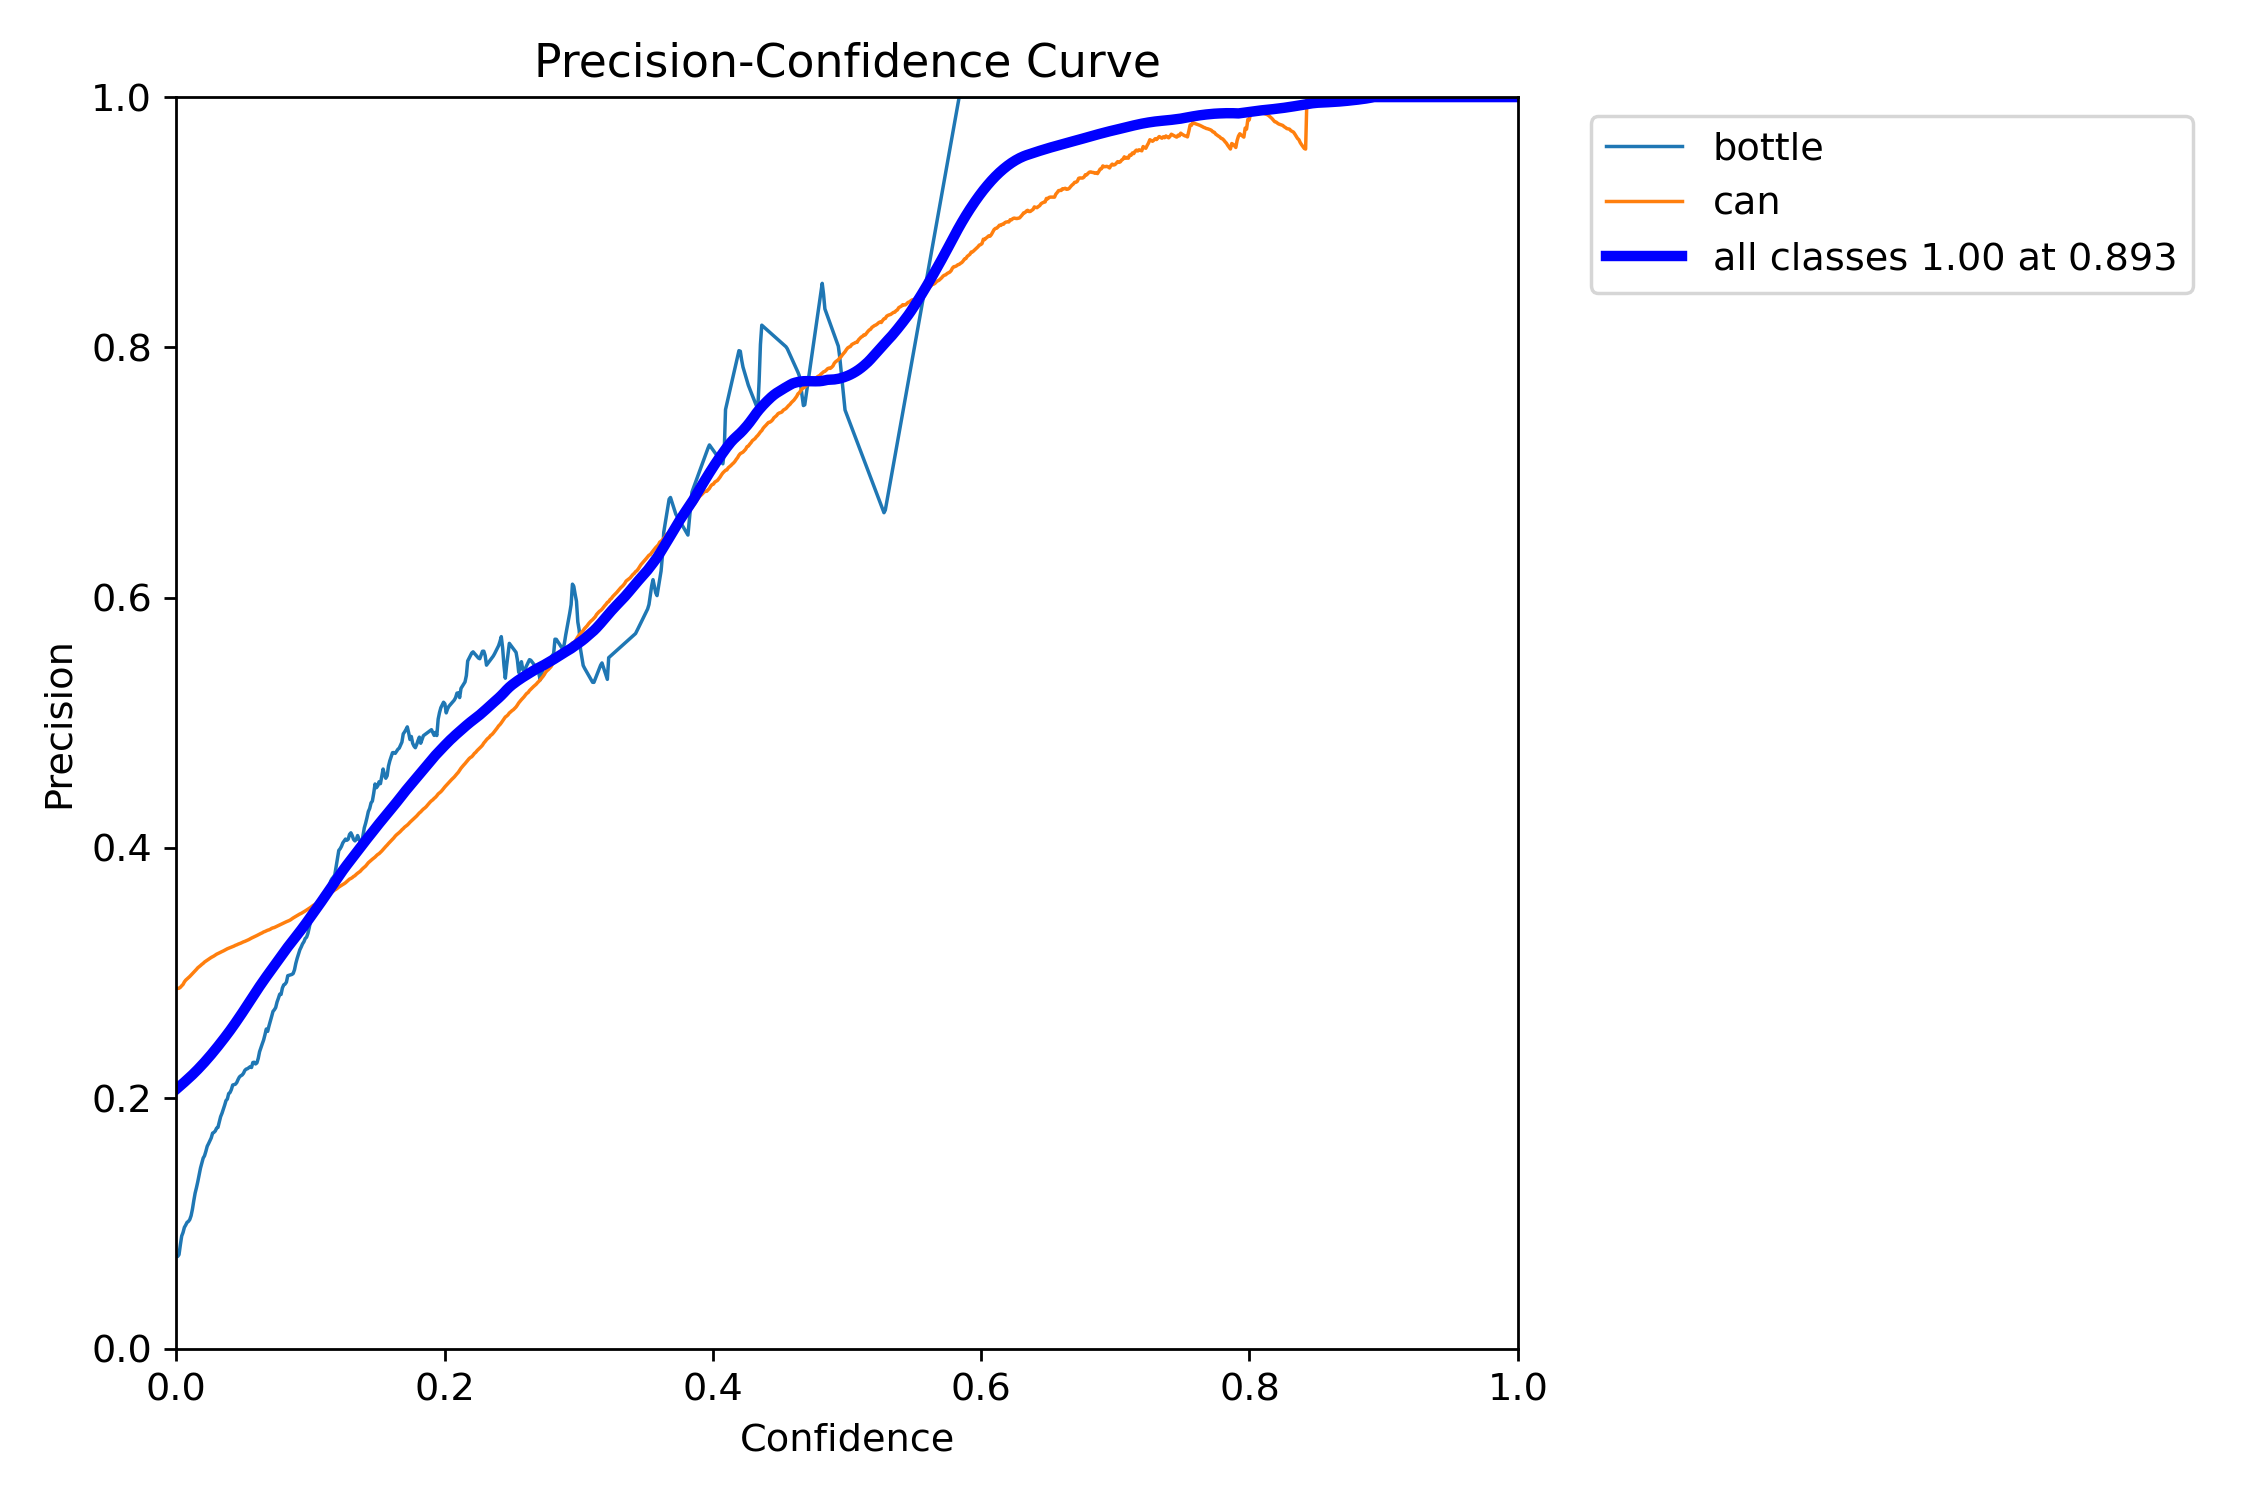 Precision-Confidence Curve
1.0
0.8
0.6
0.4
0.2
0.0
Precision
0.0 0.2 0.4 0.6 0.8 1.0
Confidence
bottle
can
all classes 1.00 at 0.893